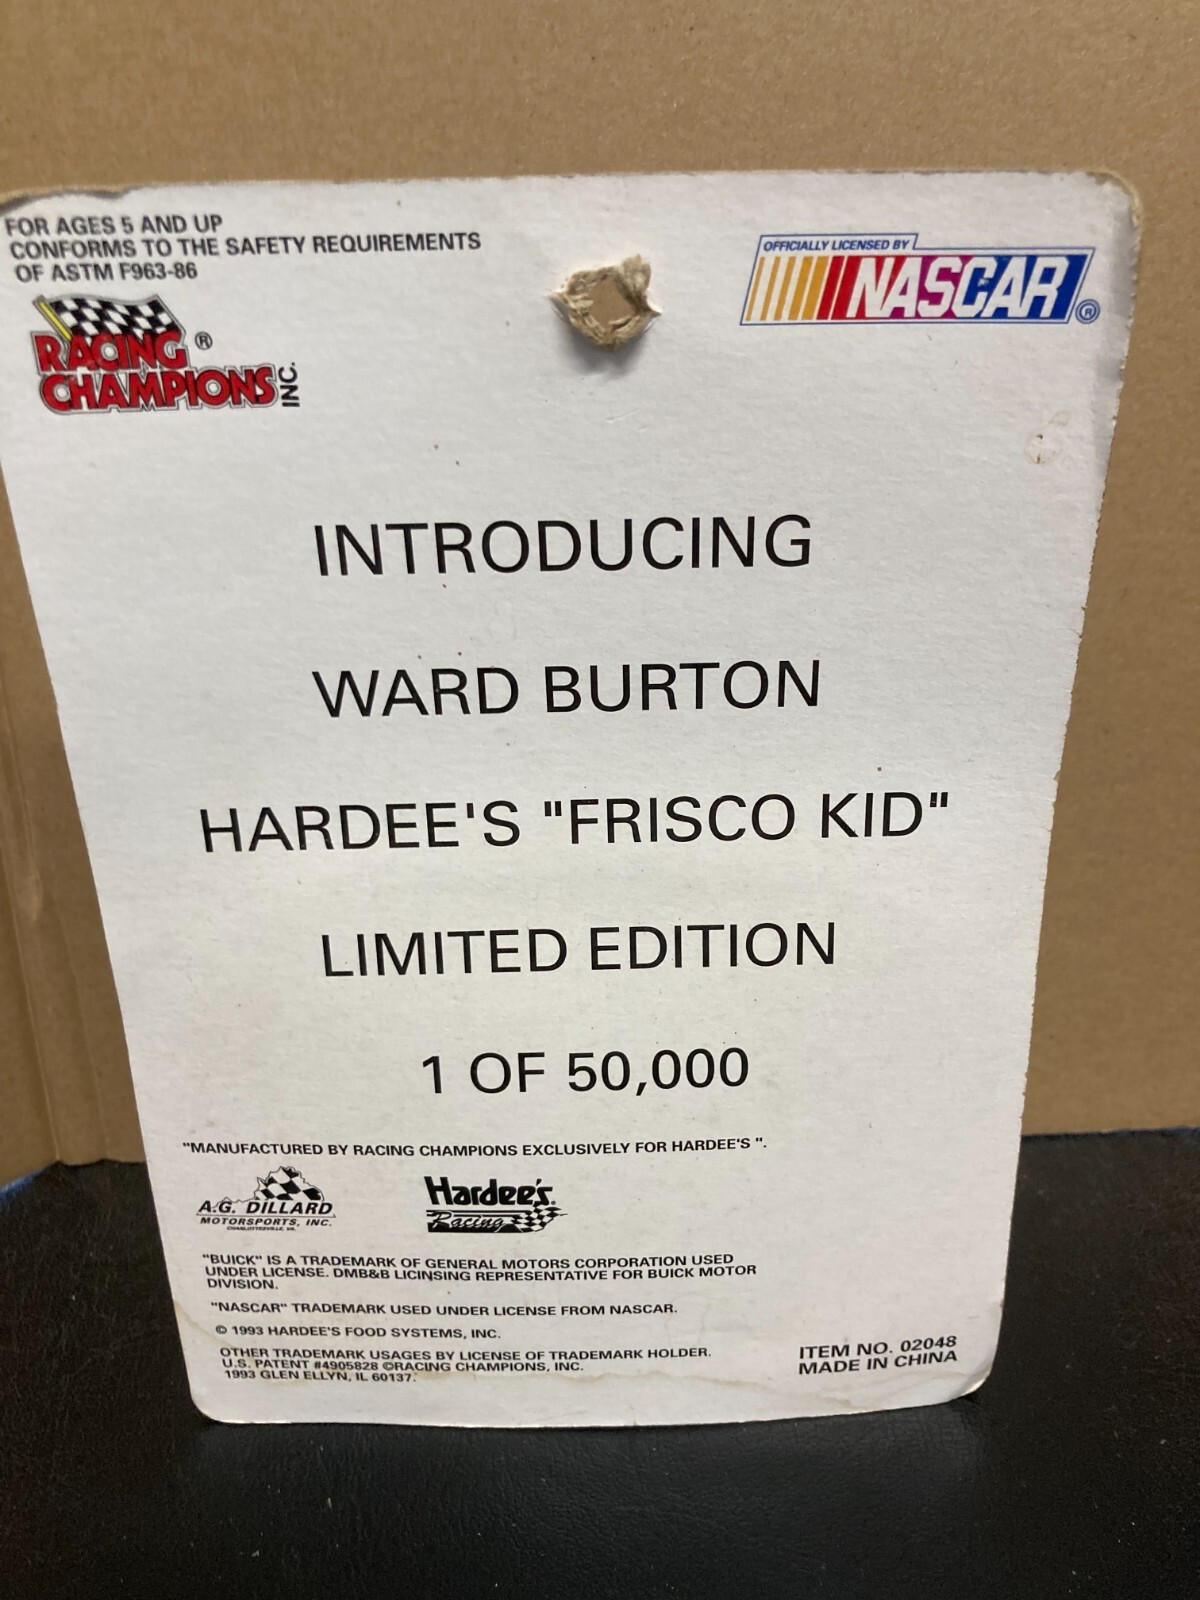 FOR AGES 5 AND UP
CONFORMS TO THE SAFETY REQUIREMENTS
OF ASTM F963-86
RACING ®
CHAMPIONS INC.
OFFICIALLY LICENSED BY
NASCAR ®
INTRODUCING
WARD BURTON
HARDEE'S "FRISCO KID"
LIMITED EDITION
1 OF 50,000
"MANUFACTURED BY RACING CHAMPIONS EXCLUSIVELY FOR HARDEE'S ".
A.G. DILLARD
MOTORSPORTS, INC.
CHARLOTTESVILLE, VA.
Hardee's
Racing
"BUICK" IS A TRADEMARK OF GENERAL MOTORS CORPORATION USED
UNDER LICENSE. DMB&B LICINSING REPRESENTATIVE FOR BUICK MOTOR
DIVISION.
"NASCAR" TRADEMARK USED UNDER LICENSE FROM NASCAR.
© 1993 HARDEE'S FOOD SYSTEMS, INC.
OTHER TRADEMARK USAGES BY LICENSE OF TRADEMARK HOLDER.
U.S. PATENT #4905828 ©RACING CHAMPIONS, INC.
1993 GLEN ELLYN, IL 60137.
ITEM NO. 02048
MADE IN CHINA